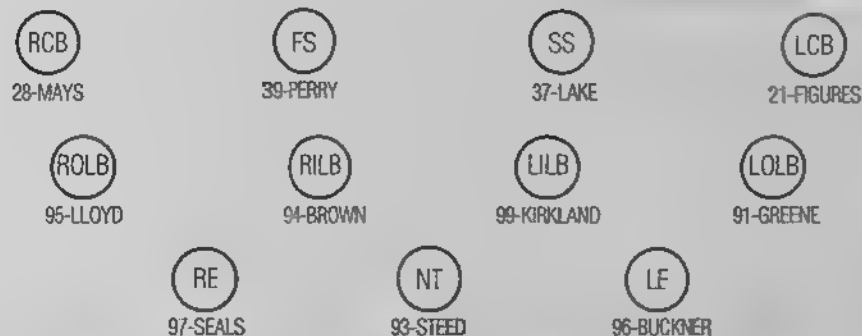 RCB FS SS LCB
28-MAYS 39-PERRY 37-LAKE 21-FIGURES
ROLB RILB LILB LOLB
95-LLOYD 94-BROWN 99-KIRKLAND 91-GREENE
RE NT LE
97-SEALS 93-STEED 96-BUCKNER